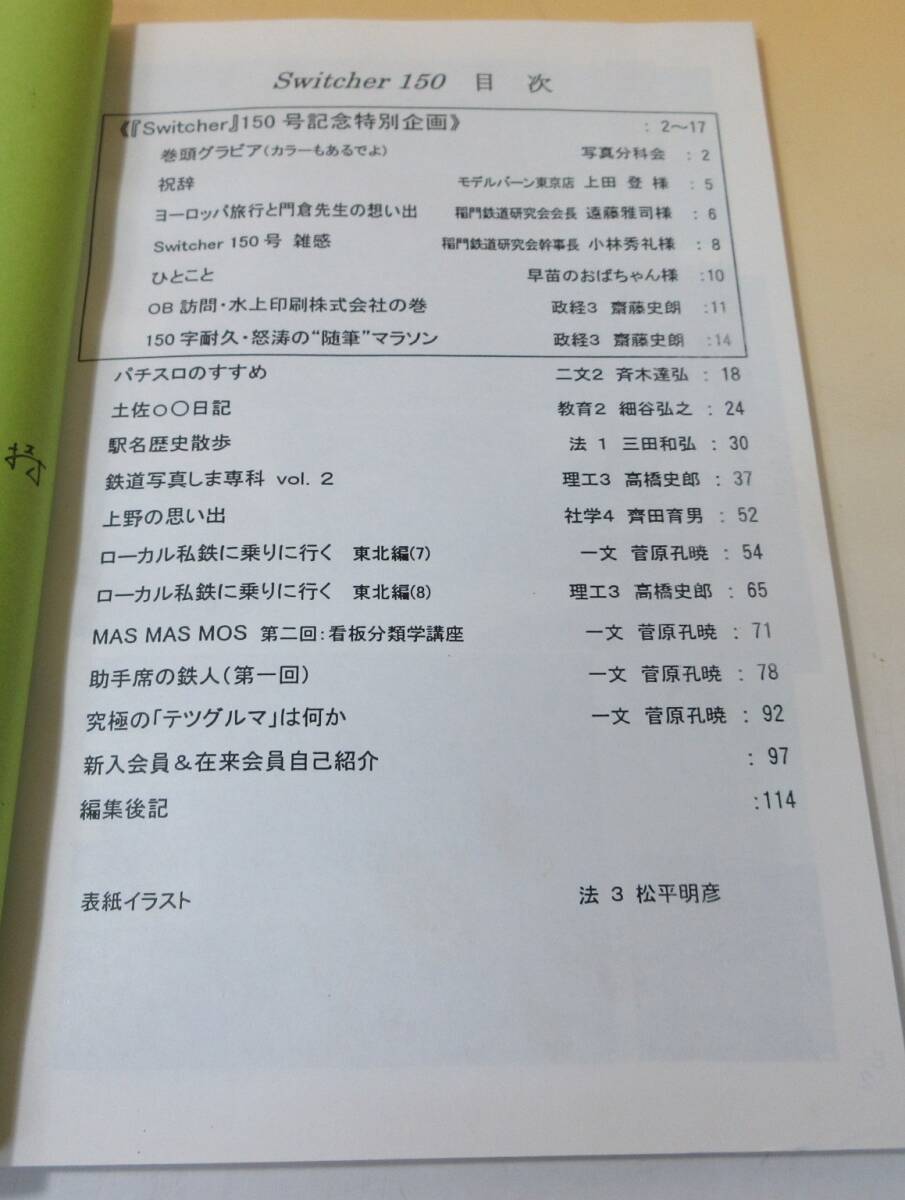 Switcher 150 目 次
《『Switcher』150 号記念特別企画》 : 2〜17
巻頭グラビア(カラーもあるでよ) 写真分科会 : 2
祝辞 モデルバーン東京店 上田 登 様 : 5
ヨーロッパ旅行と門倉先生の想い出 稲門鉄道研究会会長 遠藤雅司様 : 6
Switcher 150 号 雑感 稲門鉄道研究会幹事長 小林秀礼様 : 8
ひとこと 早苗のおばちゃん様 :10
OB 訪問・水上印刷株式会社の巻 政経3 齋藤史朗 :11
150 字耐久・怒涛の“随筆”マラソン 政経3 齋藤史朗 :14
パチスロのすすめ 二文2 斉木達弘 : 18
土佐○○日記 教育2 細谷弘之 : 24
駅名歴史散歩 法 1 三田和弘 : 30
鉄道写真しま専科 vol. 2 理工3 高橋史郎 : 37
上野の思い出 社学4 齊田育男 : 52
ローカル私鉄に乗りに行く 東北編(7) 一文 菅原孔暁 : 54
ローカル私鉄に乗りに行く 東北編(8) 理工3 高橋史郎 : 65
MAS MAS MOS 第二回:看板分類学講座 一文 菅原孔暁 : 71
助手席の鉄人(第一回) 一文 菅原孔暁 : 78
究極の「テツグルマ」は何か 一文 菅原孔暁 : 92
新入会員&在来会員自己紹介 : 97
編集後記 :114
表紙イラスト 法 3 松平明彦